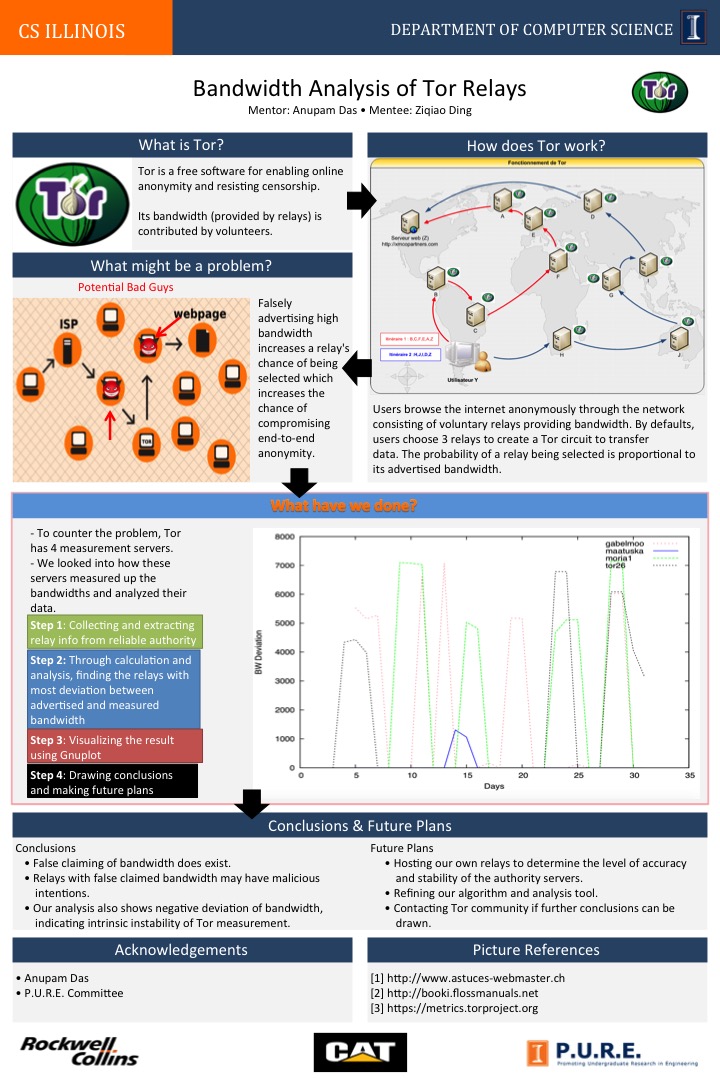 CS ILLINOIS
DEPARTMENT OF COMPUTER SCIENCE
I
Bandwidth Analysis of Tor Relays
Mentor: Anupam Das • Mentee: Ziqiao Ding
Tor
What is Tor?
Tor
Tor is a free software for enabling online
anonymity and resisting censorship.
Its bandwidth (provided by relays) is
contributed by volunteers.
How does Tor work?
Fonctionnement de Tor
Serveur web (Z)
http://xmcopartners.com
A
E
D
F
G
I
B
C
H
J
Itinéraire 1 : B,C,F,E,A,Z
Itinéraire 2 : H,J,I,D,Z
Utilisateur Y
Users browse the internet anonymously through the network
consisting of voluntary relays providing bandwidth. By defaults,
users choose 3 relays to create a Tor circuit to transfer
data. The probability of a relay being selected is proportional to
its advertised bandwidth.
What might be a problem?
Potential Bad Guys
ISP
webpage
TOR
Falsely
advertising high
bandwidth
increases a relay's
chance of being
selected which
increases the
chance of
compromising
end-to-end
anonymity.
What have we done?
- To counter the problem, Tor
has 4 measurement servers.
- We looked into how these
servers measured up the
bandwidths and analyzed their
data.
Step 1: Collecting and extracting
relay info from reliable authority
Step 2: Through calculation and
analysis, finding the relays with
most deviation between
advertised and measured
bandwidth
Step 3: Visualizing the result
using Gnuplot
Step 4: Drawing conclusions
and making future plans
8000
7000
6000
5000
4000
3000
2000
1000
0
BW Deviation
gabelmoo
maatuska
moria1
tor26
0 5 10 15 20 25 30 35
Days
Conclusions & Future Plans
Conclusions
• False claiming of bandwidth does exist.
• Relays with false claimed bandwidth may have malicious
intentions.
• Our analysis also shows negative deviation of bandwidth,
indicating intrinsic instability of Tor measurement.
Future Plans
• Hosting our own relays to determine the level of accuracy
and stability of the authority servers.
• Refining our algorithm and analysis tool.
• Contacting Tor community if further conclusions can be
drawn.
Acknowledgements
• Anupam Das
• P.U.R.E. Committee
Picture References
[1] http://www.astuces-webmaster.ch
[2] http://booki.flossmanuals.net
[3] https://metrics.torproject.org
Rockwell
Collins
CAT
I P.U.R.E.
Promoting Undergraduate Research in Engineering